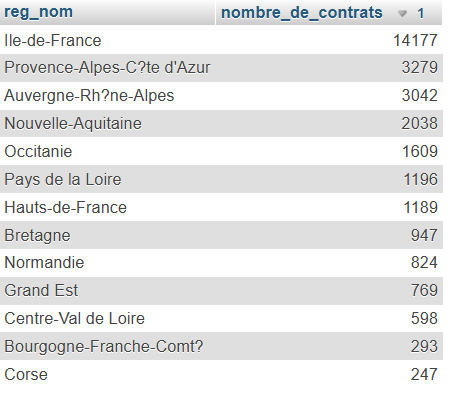 reg_nom nombre_de_contrats 1
Ile-de-France 14177
Provence-Alpes-C?te d'Azur 3279
Auvergne-Rh?ne-Alpes 3042
Nouvelle-Aquitaine 2038
Occitanie 1609
Pays de la Loire 1196
Hauts-de-France 1189
Bretagne 947
Normandie 824
Grand Est 769
Centre-Val de Loire 598
Bourgogne-Franche-Comt? 293
Corse 247